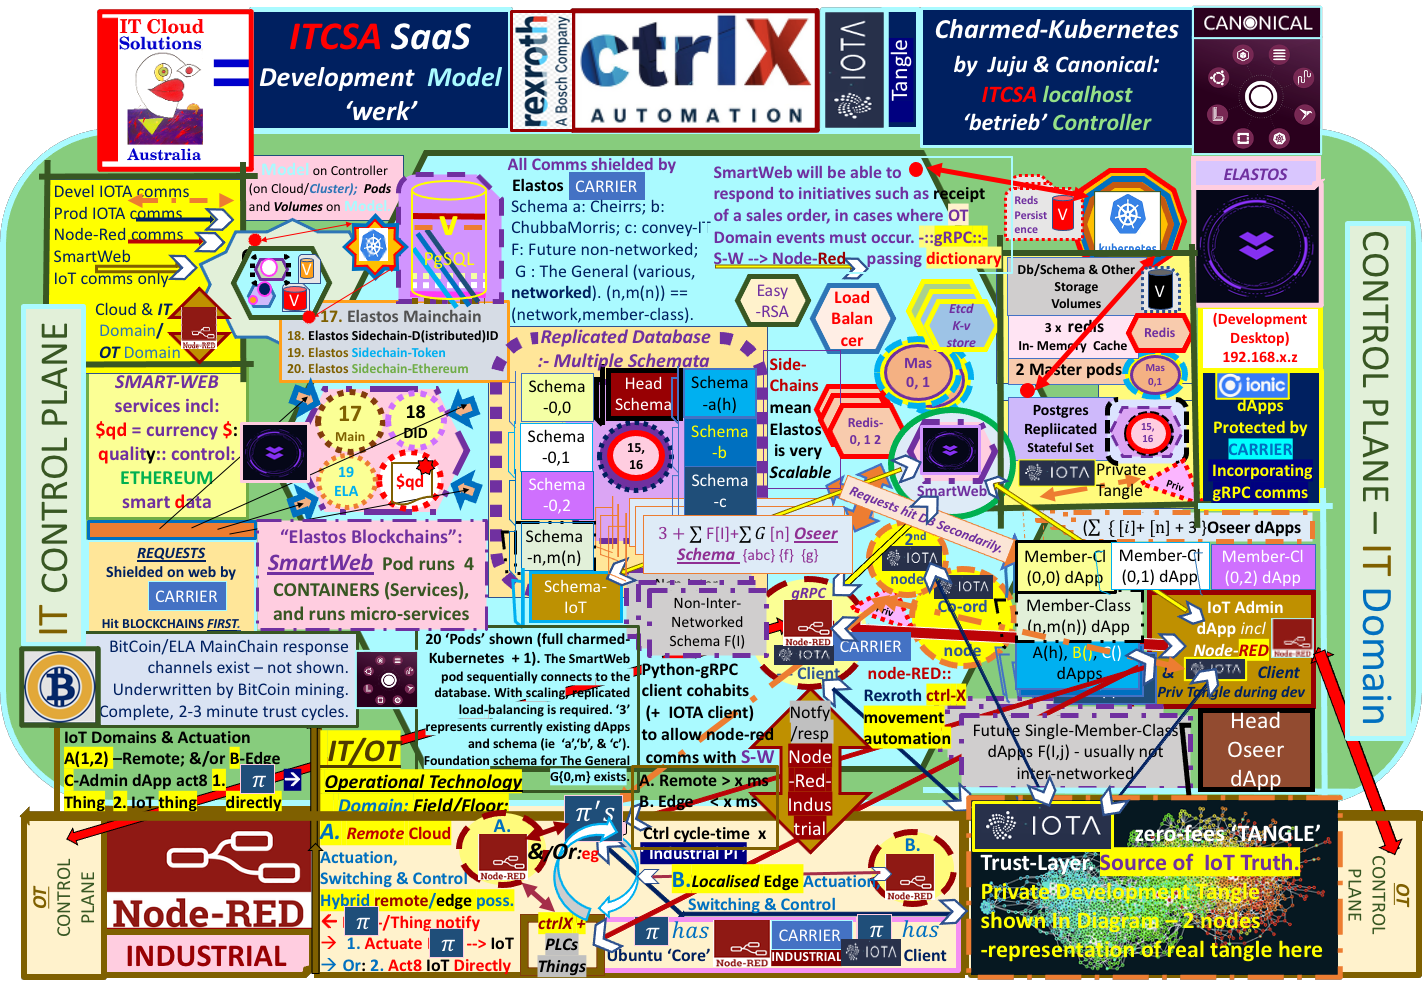 IT Cloud
Solutions
Australia
ITCSA SaaS
Development Model
‘werk’
rexroth
A Bosch Company
ctrlX
AUTOMATION
IOTA
Tangle
Charmed-Kubernetes
by Juju & Canonical:
ITCSA localhost
‘betrieb’ Controller
CANONICAL
Devel IOTA comms
Prod IOTA comms
Node-Red comms
SmartWeb
IoT comms only
Cloud & IT
Domain/
OT Domain
Node-RED
Model on Controller
(on Cloud/Cluster); Pods
and Volumes on Model.
V
PgSQL
V
V
17. Elastos Mainchain
18. Elastos Sidechain-D(istributed)ID
19. Elastos Sidechain-Token
20. Elastos Sidechain-Ethereum
All Comms shielded by
Elastos CARRIER
Schema a: Cheirrs; b:
ChubbaMorris; c: convey-IT
F: Future non-networked;
G : The General (various,
networked). (n,m(n)) ==
(network,member-class).
SmartWeb will be able to
respond to initiatives such as receipt
of a sales order, in cases where OT
Domain events must occur. -::gRPC::-
S-W --> Node-Red passing dictionary
Easy
-RSA
Load
Balan
cer
Etcd
K-v
store
Mas
0, 1
Redis-
0, 1 2
Reds
Persist
ence
V
kubernetes
Db/Schema & Other
Storage
Volumes
V
3 x redis
In- Memory Cache
Redis
2 Master pods
Mas
0,1
Postgres
Repliicated
Stateful Set
15,
16
IOTA Private
Tangle
Priv
ELASTOS
(Development
Desktop)
192.168.x.z
ionic
dApps
Protected by
CARRIER
Incorporating
gRPC comms
IT CONTROL PLANE
CONTROL PLANE – IT Domain
SMART-WEB
services incl:
$qd = currency $:
quality:: control:
ETHEREUM
smart data
17
Main
18
DID
19
ELA
$qd
REQUESTS
Shielded on web by
CARRIER
Hit BLOCKCHAINS FIRST.
“Elastos Blockchains”:
SmartWeb Pod runs 4
CONTAINERS (Services),
and runs micro-services
Replicated Database
:- Multiple Schemata
Schema
-0,0
Head
Schema
Schema
-a(h)
Schema
-0,1
15,
16
Schema
-b
Schema
-0,2
Schema
-c
Schema
-n,m(n)
Schema-
IoT
Side-
Chains
mean
Elastos
is very
Scalable
SmartWeb
Requests hit DB Secondarily.
3 + ∑ F[I]+∑ G [n] Oseer
Schema {abc} {f} {g}
Non-Inter-
Networked
Schema F(I)
2nd
IOTA
node
IOTA
Co-ord
node
gRPC
Node-RED
IOTA
Client
Priv
CARRIER
(∑ { [i]+ [n] + 3 }Oseer dApps
Member-Cl
(0,0) dApp
Member-Cl
(0,1) dApp
Member-Cl
(0,2) dApp
Member-Class
(n,m(n)) dApp
A(h), B(), C()
dApps
IoT Admin
dApp incl
Node-RED
Node-RED
IOTA
& Client
Priv Tangle during dev
BitCoin/ELA MainChain response
channels exist – not shown.
Underwritten by BitCoin mining.
Complete, 2-3 minute trust cycles.
20 ‘Pods’ shown (full charmed-
Kubernetes + 1). The SmartWeb
pod sequentially connects to the
database. With scaling, replicated
load-balancing is required. ‘3’
represents currently existing dApps
and schema (ie ‘a’,‘b’, & ‘c’).
Foundation schema for The General
G{0,m} exists.
Python-gRPC
client cohabits
(+ IOTA client)
to allow node-red
comms with S-W
node-RED::
Rexroth ctrl-X
movement
automation
Notfy
/resp
Node
-Red-
Indus
trial
Future Single-Member-Class
dApps F(I,j) - usually not
inter-networked
Head
Oseer
dApp
IoT Domains & Actuation
A(1,2) –Remote; &/or B-Edge
C-Admin dApp act8 1. π
Thing 2. IoT thing directly
IT/OT
Operational Technology
Domain: Field/Floor:
A. Remote Cloud
Actuation,
Switching & Control
Hybrid remote/edge poss.
π -/Thing notify
→ 1. Actuate π --> IoT
→ Or: 2. Act8 IoT Directly
A.
Node-RED
& /Or:eg
π's
A. Remote > x ms
B. Edge < x ms
Ctrl cycle-time x
Industrial Pi
B.Localised Edge Actuation,
Switching & Control
B.
Node-RED
ctrlX +
PLCs
Things
π has
Ubuntu ‘Core’
Node-RED
CARRIER
INDUSTRIAL
π has
IOTA Client
OT
CONTROL
PLANE
Node-RED
INDUSTRIAL
IOTA zero-fees ‘TANGLE’
Trust-Layer. Source of IoT Truth.
Private Development Tangle
shown in Diagram – 2 nodes
-representation of real tangle here
OT
CONTROL
PLANE